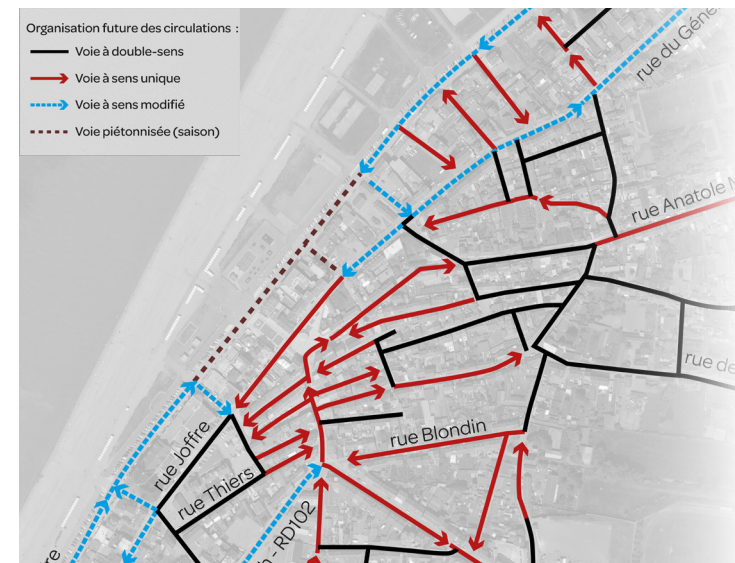 Organisation future des circulations :
Voie à double-sens
Voie à sens unique
Voie à sens modifié
Voie piétonnisée (saison)
rue du Géné
rue Anatole
rue de
rue Blondin
rue Joffre
rue Thiers
- RD102